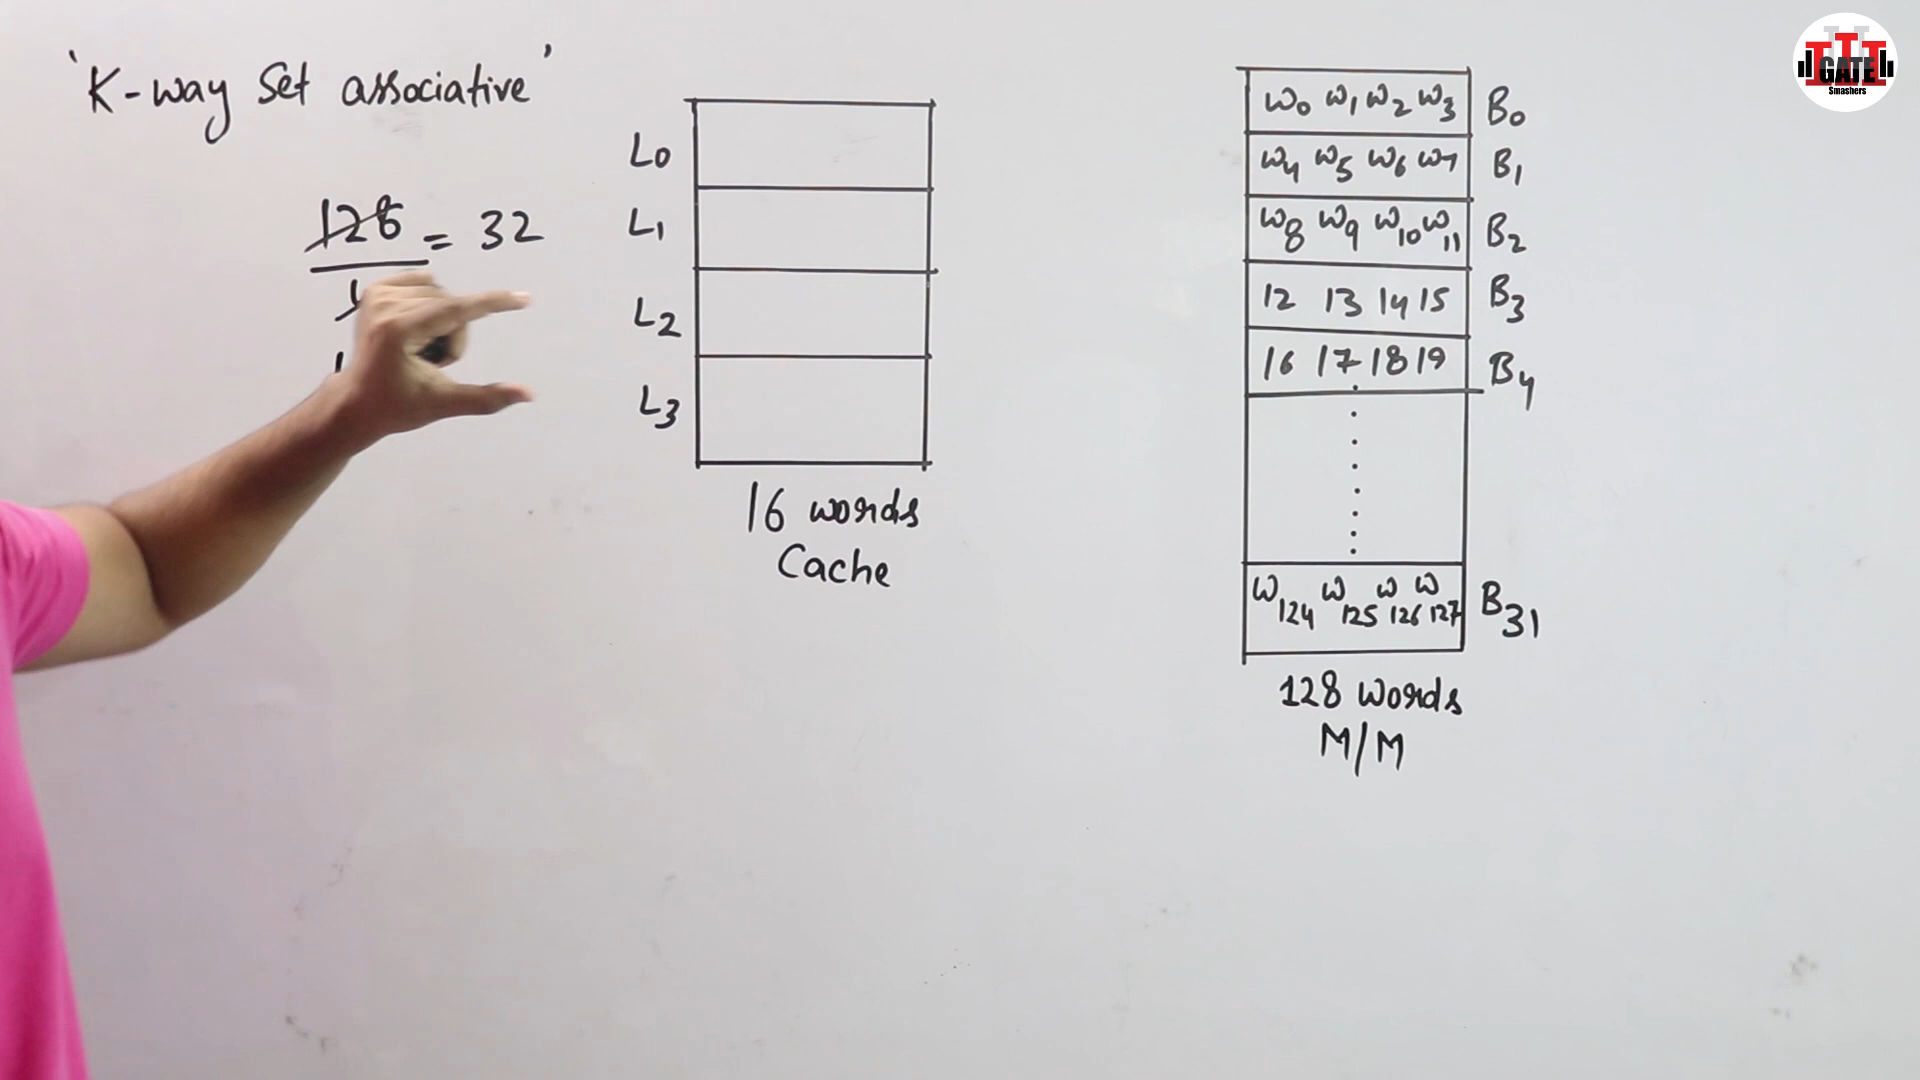 'K-way Set associative'
128 = 32
L0
L1
L2
L3
16 words
Cache
W0 W1 W2 W3 B0
W4 W5 W6 W7 B1
W8 W9 W10 W11 B2
12 13 14 15 B3
16 17 18 19 B4
W124 W125 W126 W127 B31
128 words
M/M
GATE
Smashers